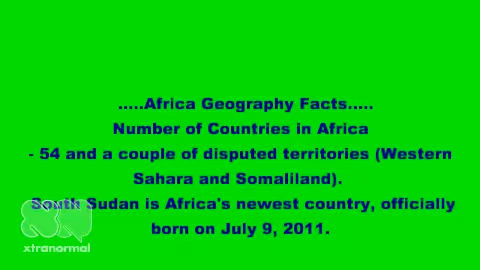 .....Africa Geography Facts.....
Number of Countries in Africa
- 54 and a couple of disputed territories (Western
Sahara and Somaliland).
South Sudan is Africa's newest country, officially
born on July 9, 2011.
xtranormal